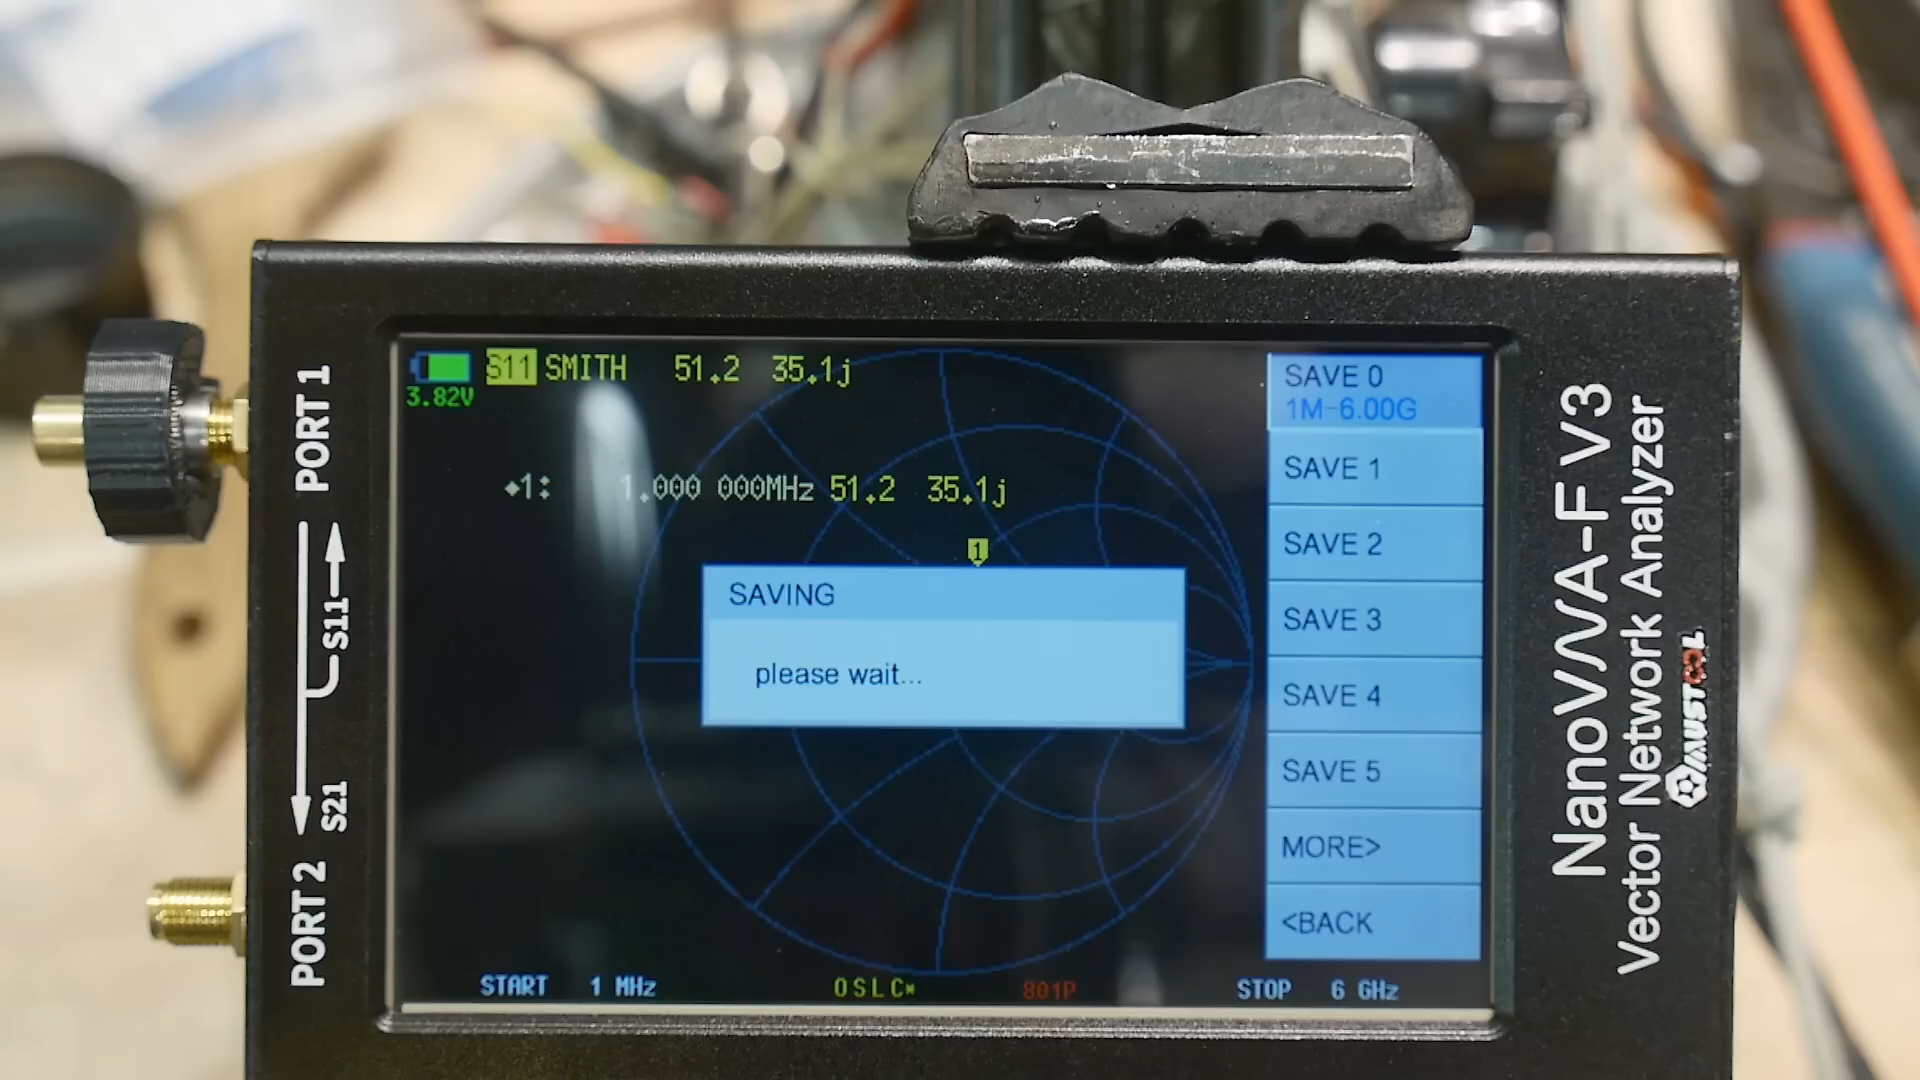 S11 SMITH 51.2 35.1j
3.82V
◆1: 1.000 000MHz 51.2 35.1j
1
SAVING
please wait...
SAVE 0
1M-6.00G
SAVE 1
SAVE 2
SAVE 3
SAVE 4
SAVE 5
MORE>
<BACK
START 1 MHz
OSLC*
801P
STOP 6 GHz
PORT 1
S11
S21
PORT 2
NanoVNA-F V3
Vector Network Analyzer